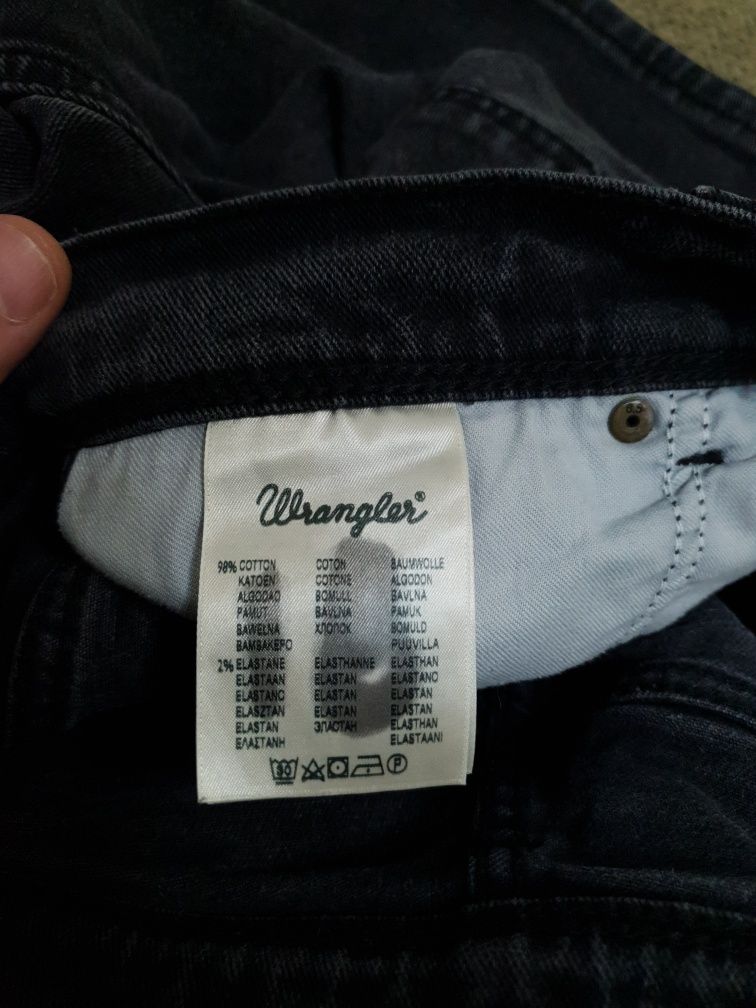 Wrangler®
98% COTTON COTON BAUMWOLLE
KATOEN COTONE ALGODON
ALGODAO BOMULL BAVLNA
PAMUT BAVLNA PAMUK
BAWEŁNA ХЛОПОК BOMULD
ΒΑΜΒΑΚΕΡΟ PUUVILLA
2% ELASTANE ELASTHANNE ELASTHAN
ELASTAAN ELASTAN ELASTANO
ELASTANO ELASTAN ELASTAN
ELASZTAN ELASTAN ELASTAN
ELASTAN ЭЛАСТАН ELASTHAN
ΕΛΑΣΤΑΝΗ ELASTAANI
30 P